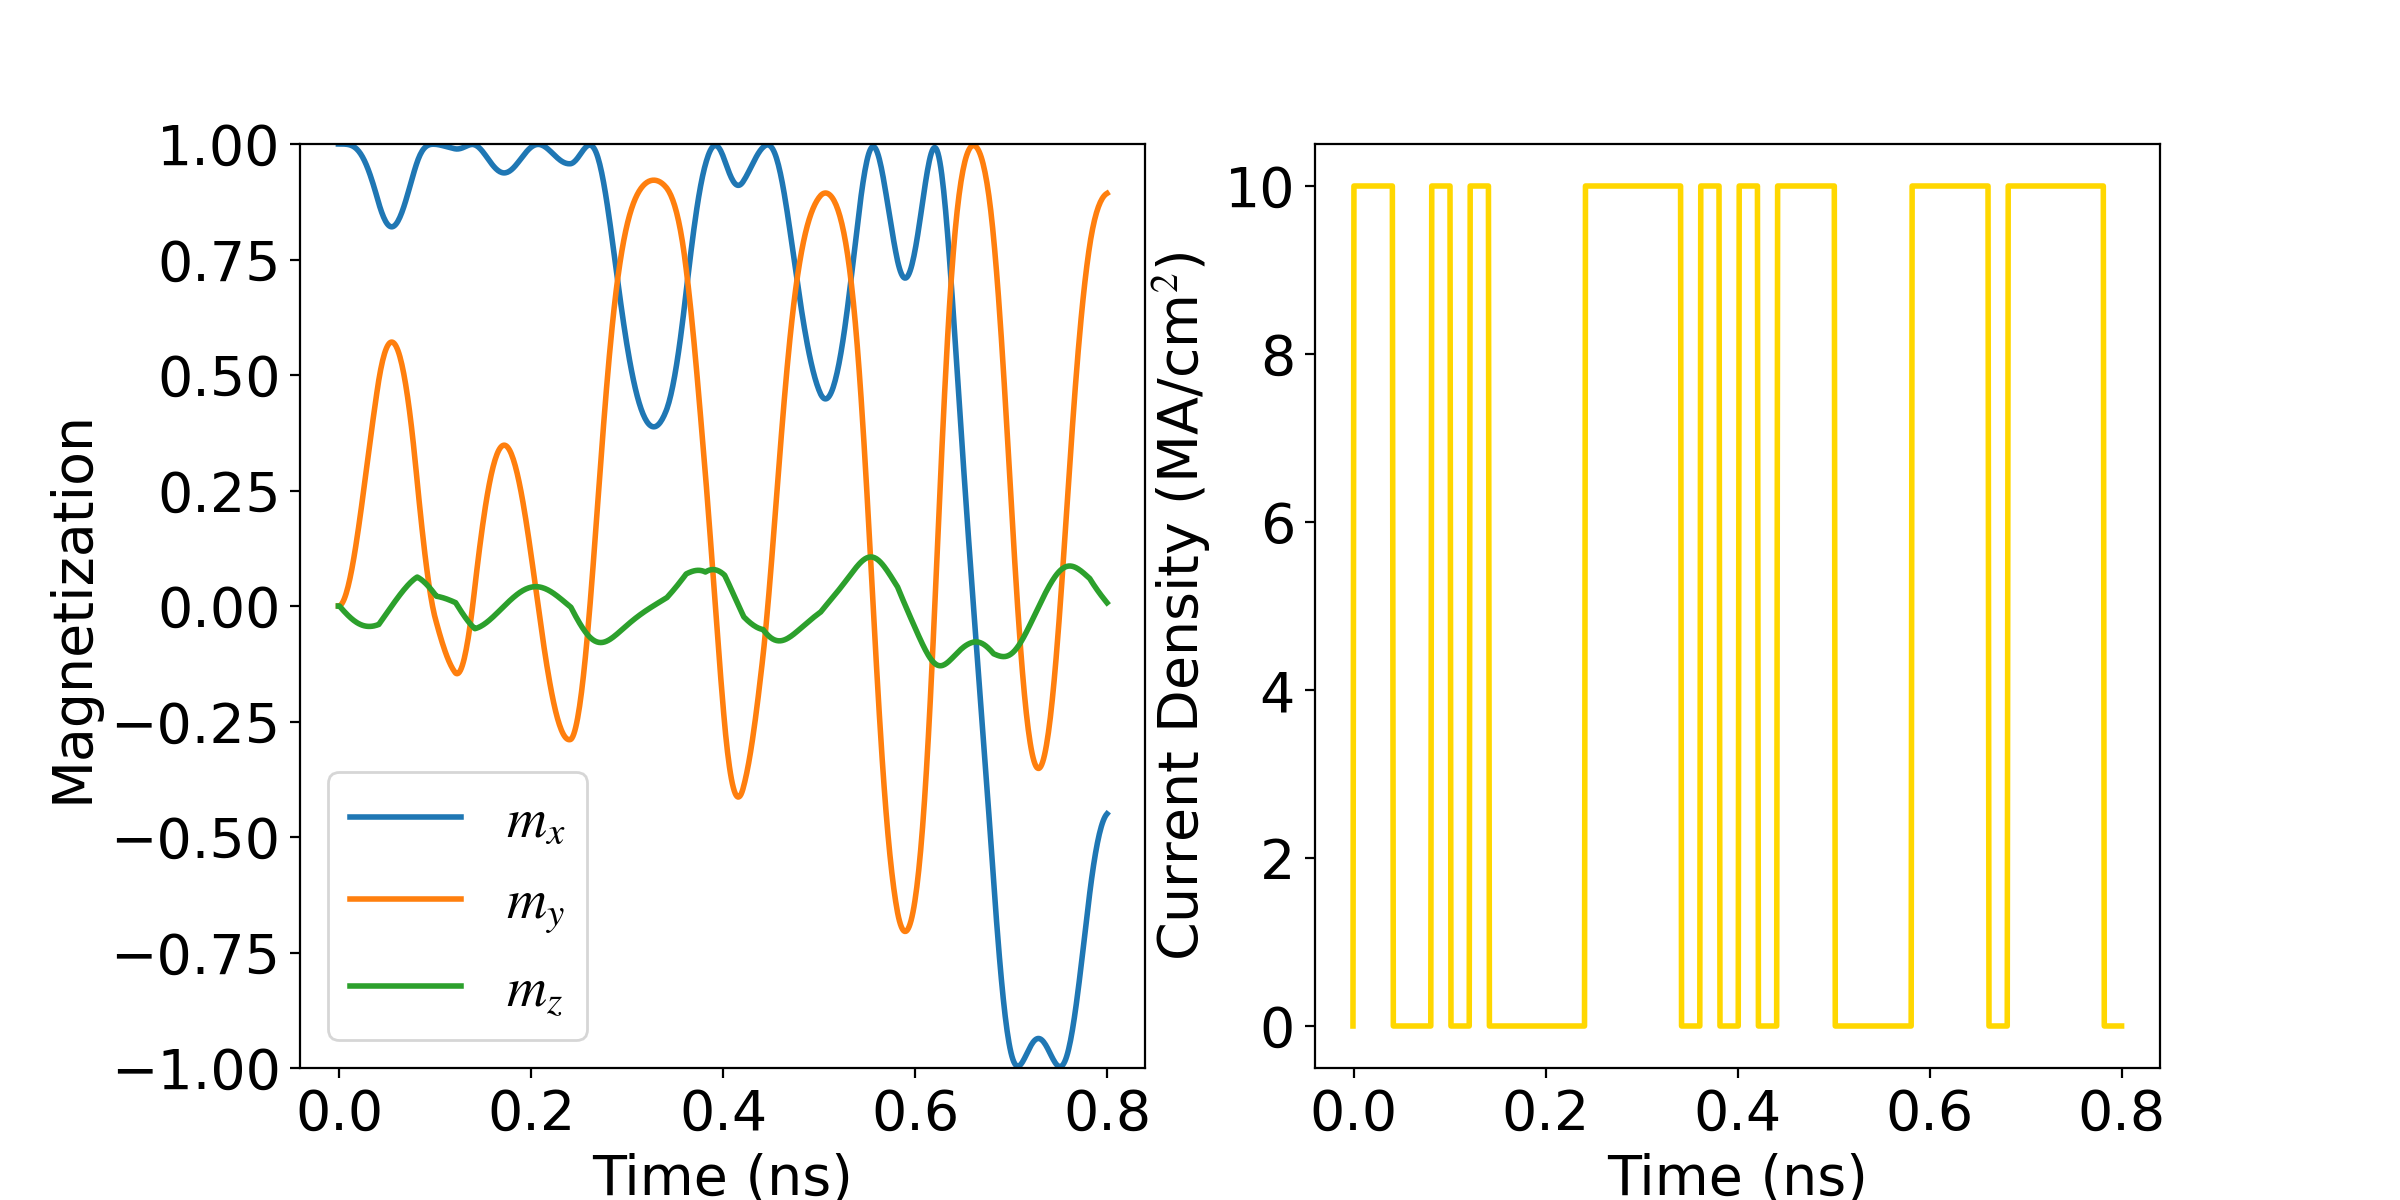 Magnetization
1.00
0.75
0.50
0.25
0.00
−0.25
−0.50
−0.75
−1.00
m_x
m_y
m_z
0.0 0.2 0.4 0.6 0.8
Time (ns)
Current Density (MA/cm²)
10
8
6
4
2
0
0.0 0.2 0.4 0.6 0.8
Time (ns)